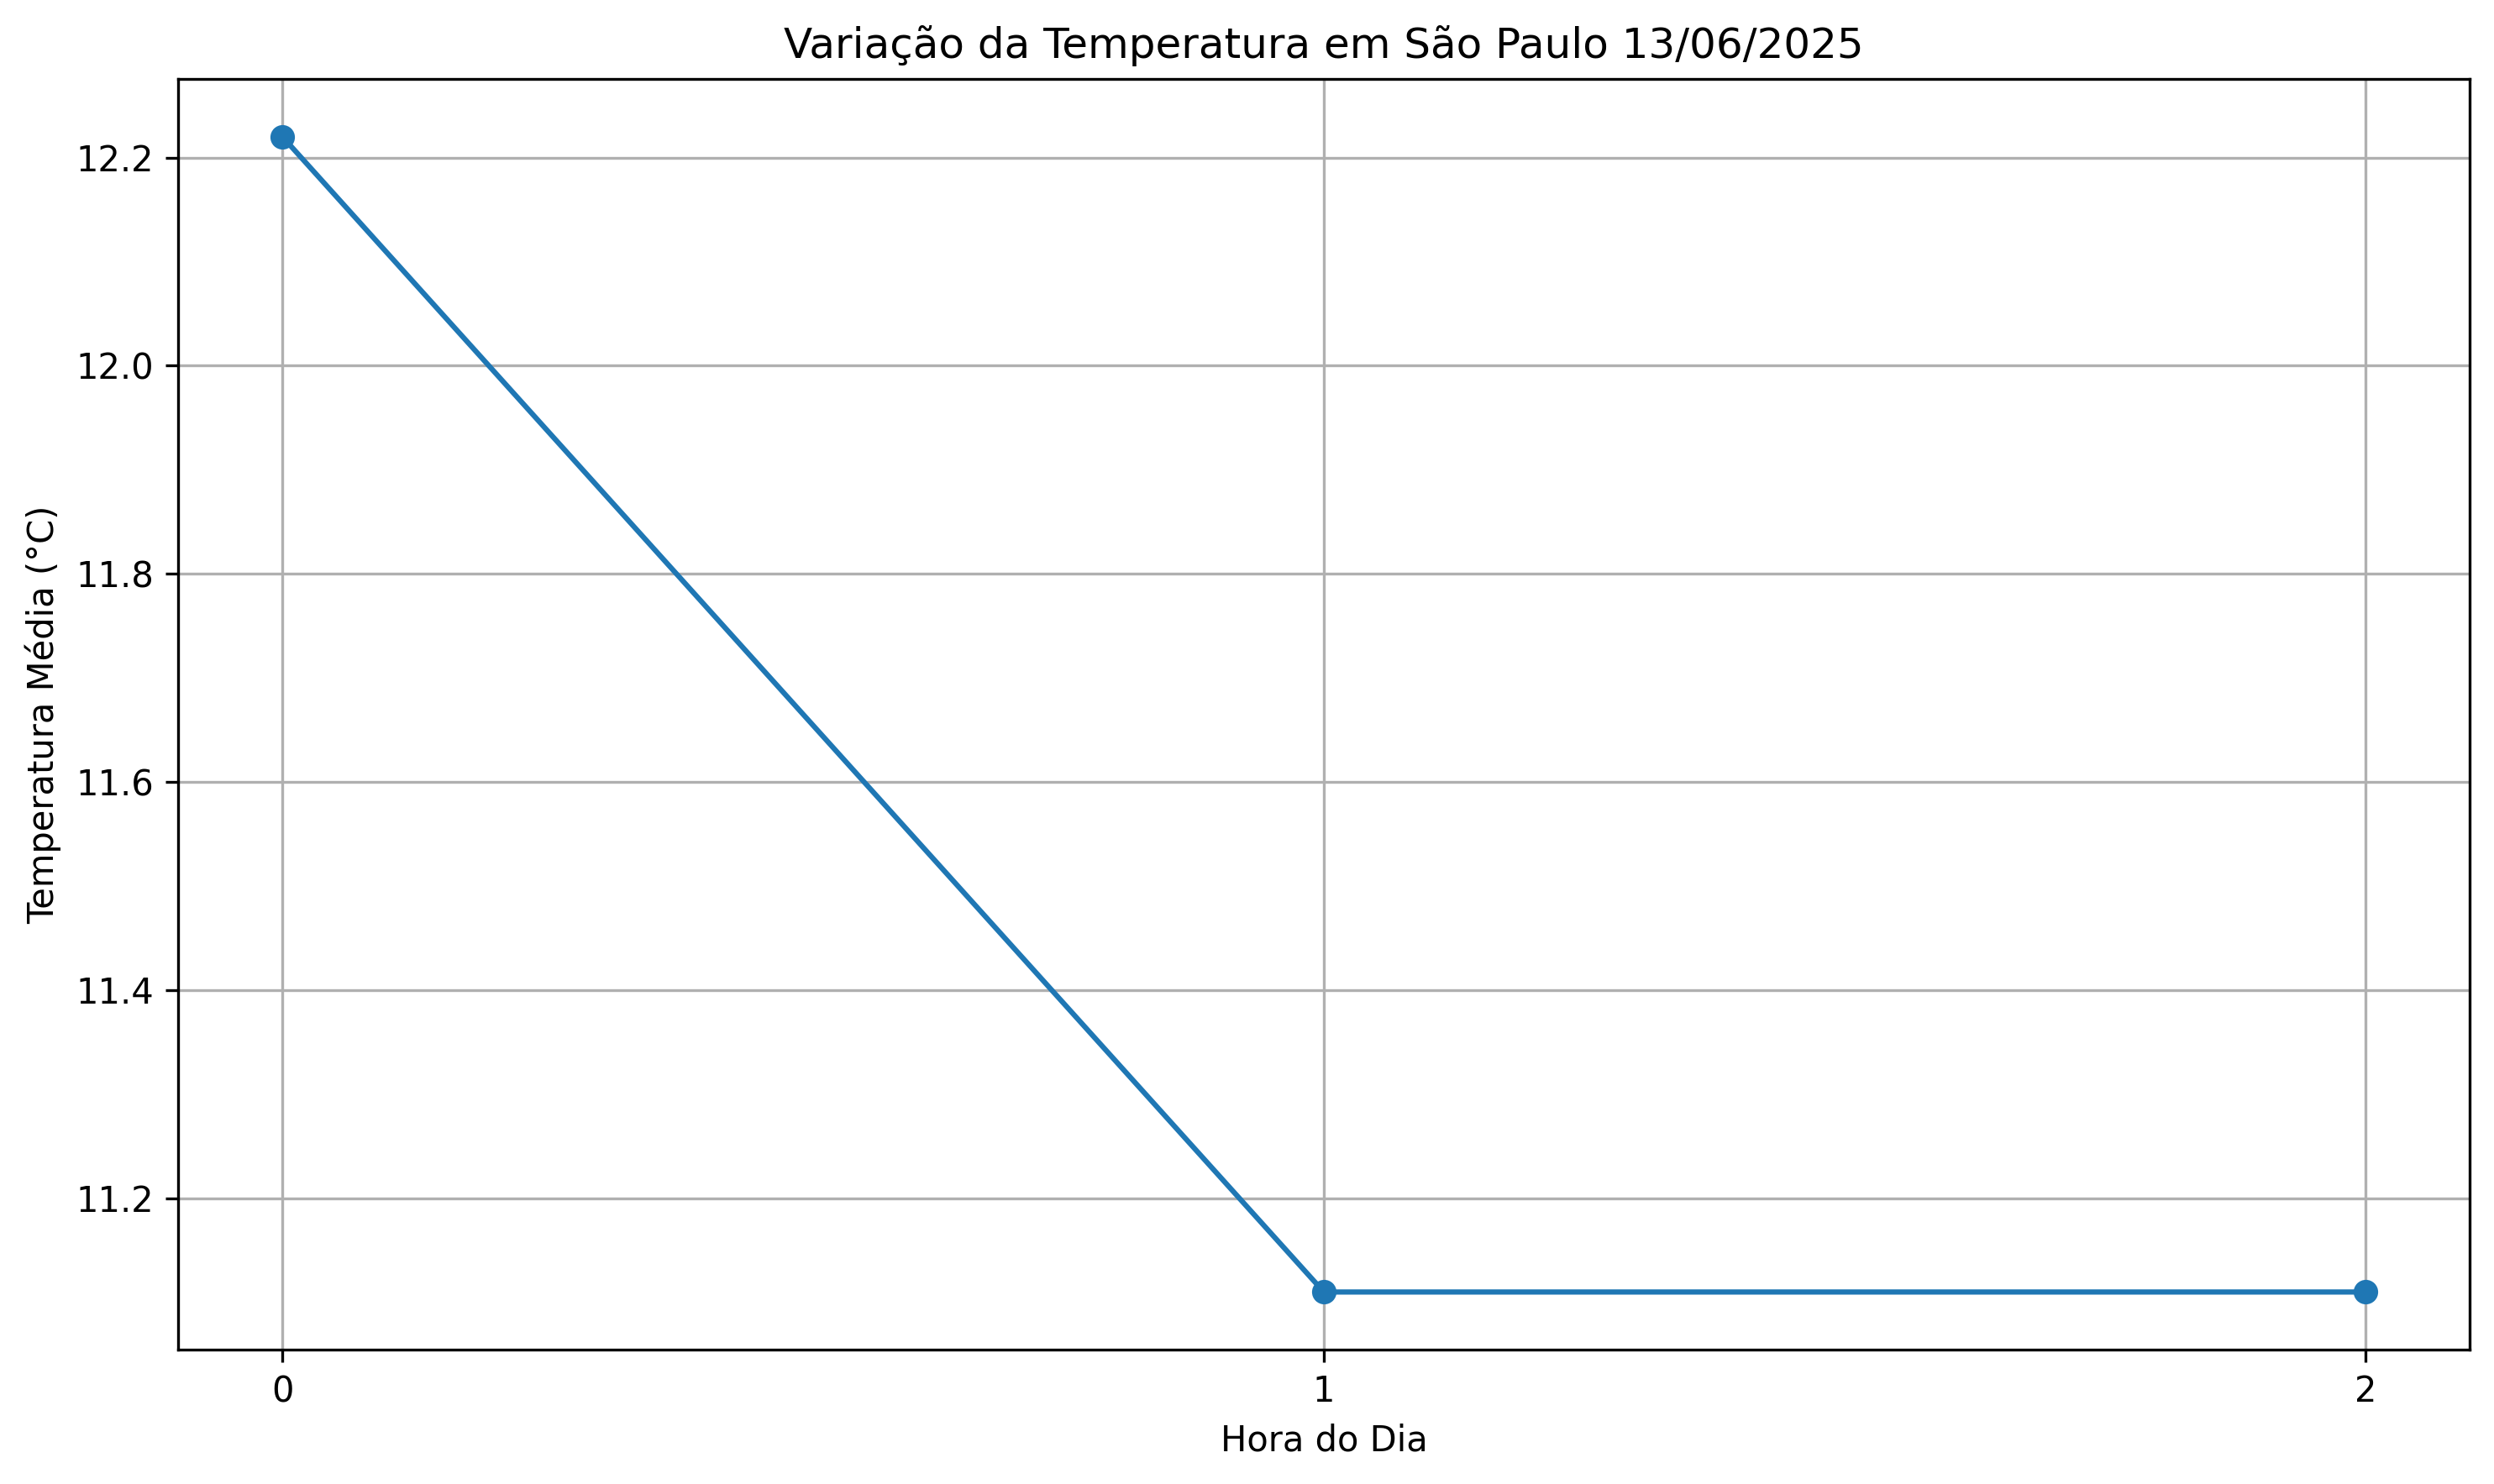 Variação da Temperatura em São Paulo 13/06/2025
Temperatura Média (°C)
12.2
12.0
11.8
11.6
11.4
11.2
0 1 2
Hora do Dia